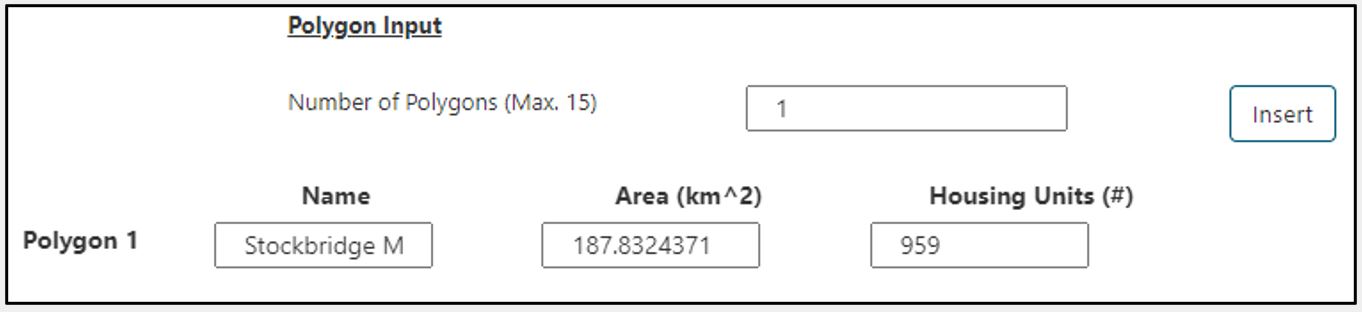 Polygon Input
Number of Polygons (Max. 15) 1 Insert
Name Area (km^2) Housing Units (#)
Polygon 1 Stockbridge M 187.8324371 959